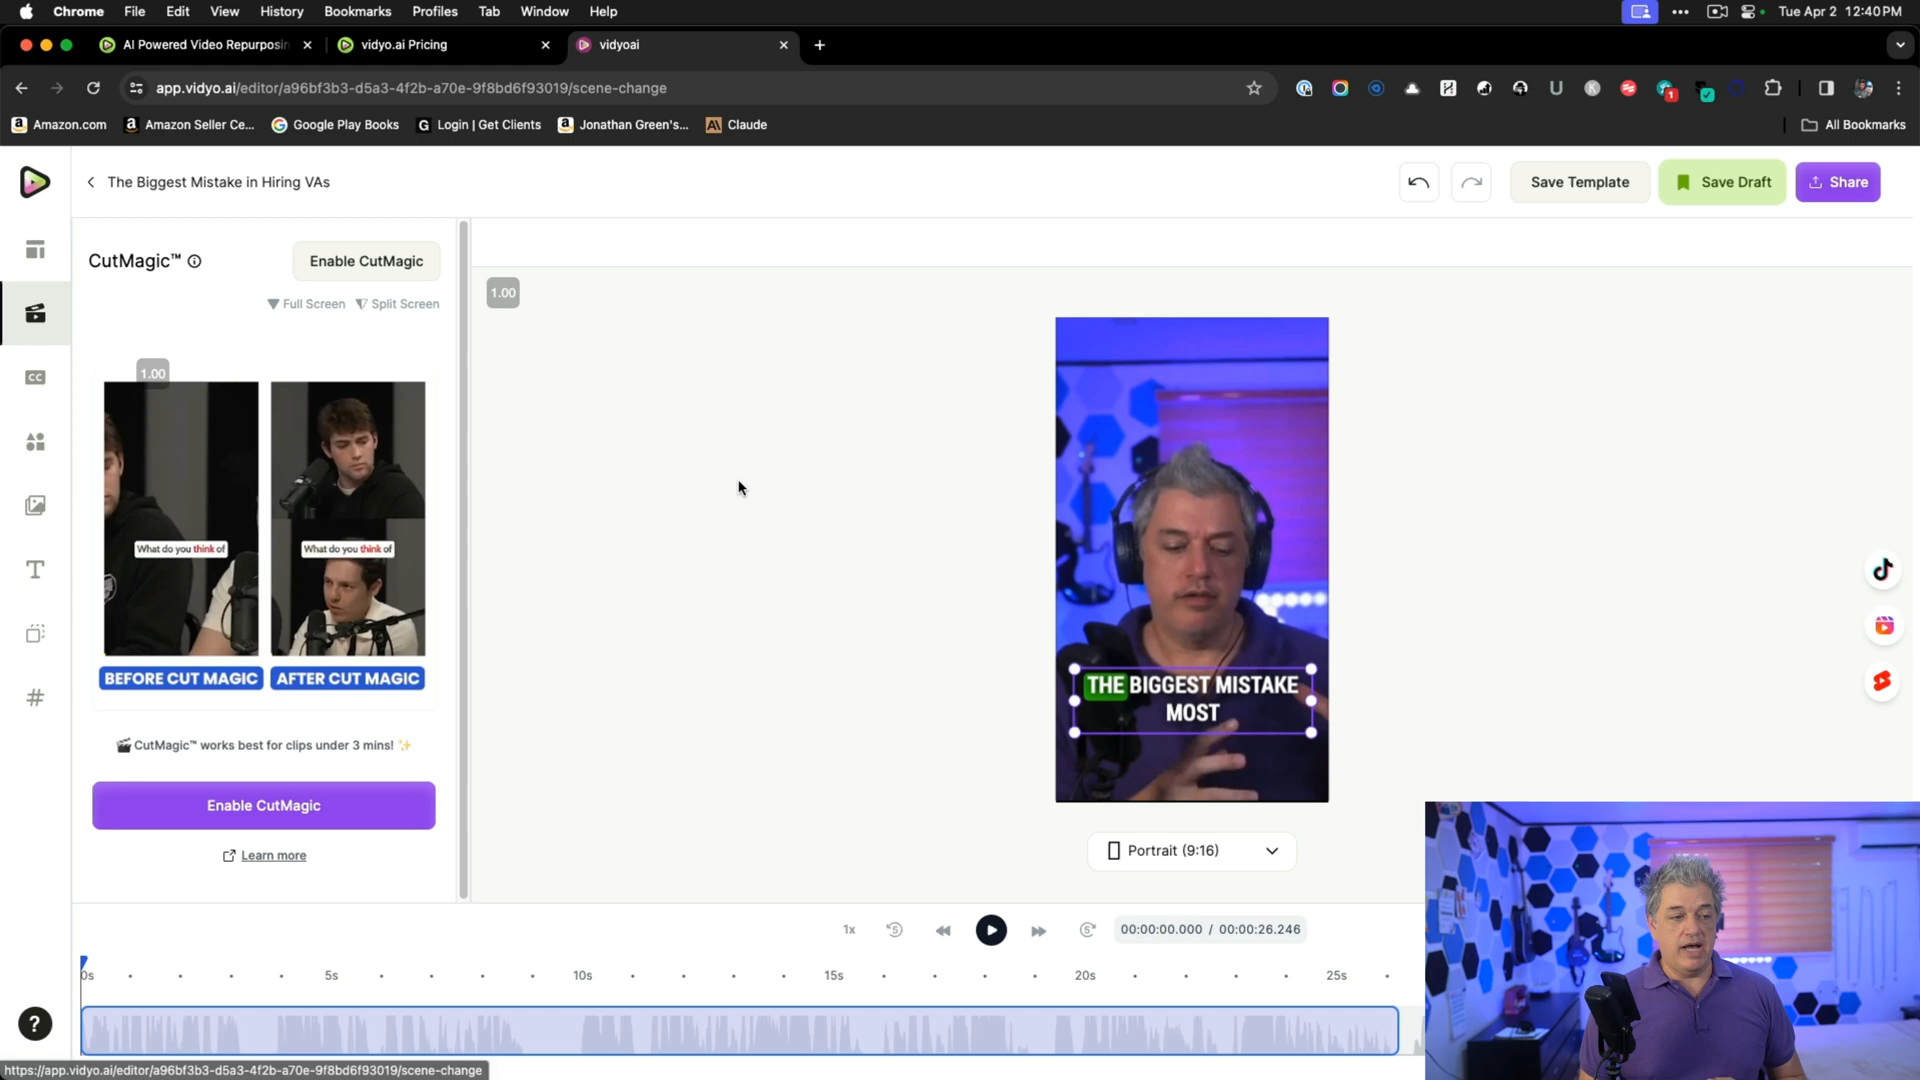 Chrome File Edit View History Bookmarks Profiles Tab Window Help
Tue Apr 2 12:40 PM
AI Powered Video Repurposin
vidyo.ai Pricing
vidyoai
app.vidyo.ai/editor/a96bf3b3-d5a3-4f2b-a70e-9f8bd6f93019/scene-change
1
Amazon.com
Amazon Seller Ce...
Google Play Books
Login | Get Clients
Jonathan Green's...
Claude
All Bookmarks
The Biggest Mistake in Hiring VAs
Save Template
Save Draft
Share
CutMagic™
Enable CutMagic
Full Screen
Split Screen
1.00
1.00
CC
What do you think of
What do you think of
BEFORE CUT MAGIC
AFTER CUT MAGIC
CutMagic™ works best for clips under 3 mins!
Enable CutMagic
Learn more
THE BIGGEST MISTAKE
MOST
Portrait (9:16)
1x
5
5
00:00:00.000 / 00:00:26.246
0s
5s
10s
15s
20s
25s
?
https://app.vidyo.ai/editor/a96bf3b3-d5a3-4f2b-a70e-9f8bd6f93019/scene-change